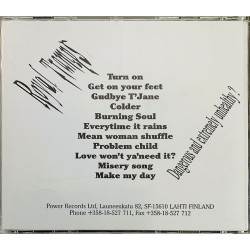 Royal Tramps
Turn on
Get on your feet
Gudbye T'Jane
Colder
Burning Soul
Everytime it rains
Mean woman shuffle
Problem child
Love won't ya'need it?
Misery song
Make my day
Dangerous and extremely unhealthy ?
Power Records Ltd, Launeenkatu 82, SF-15610 LAHTI FINLAND
Phone +358-18-527 711, Fax +358-18-527 712